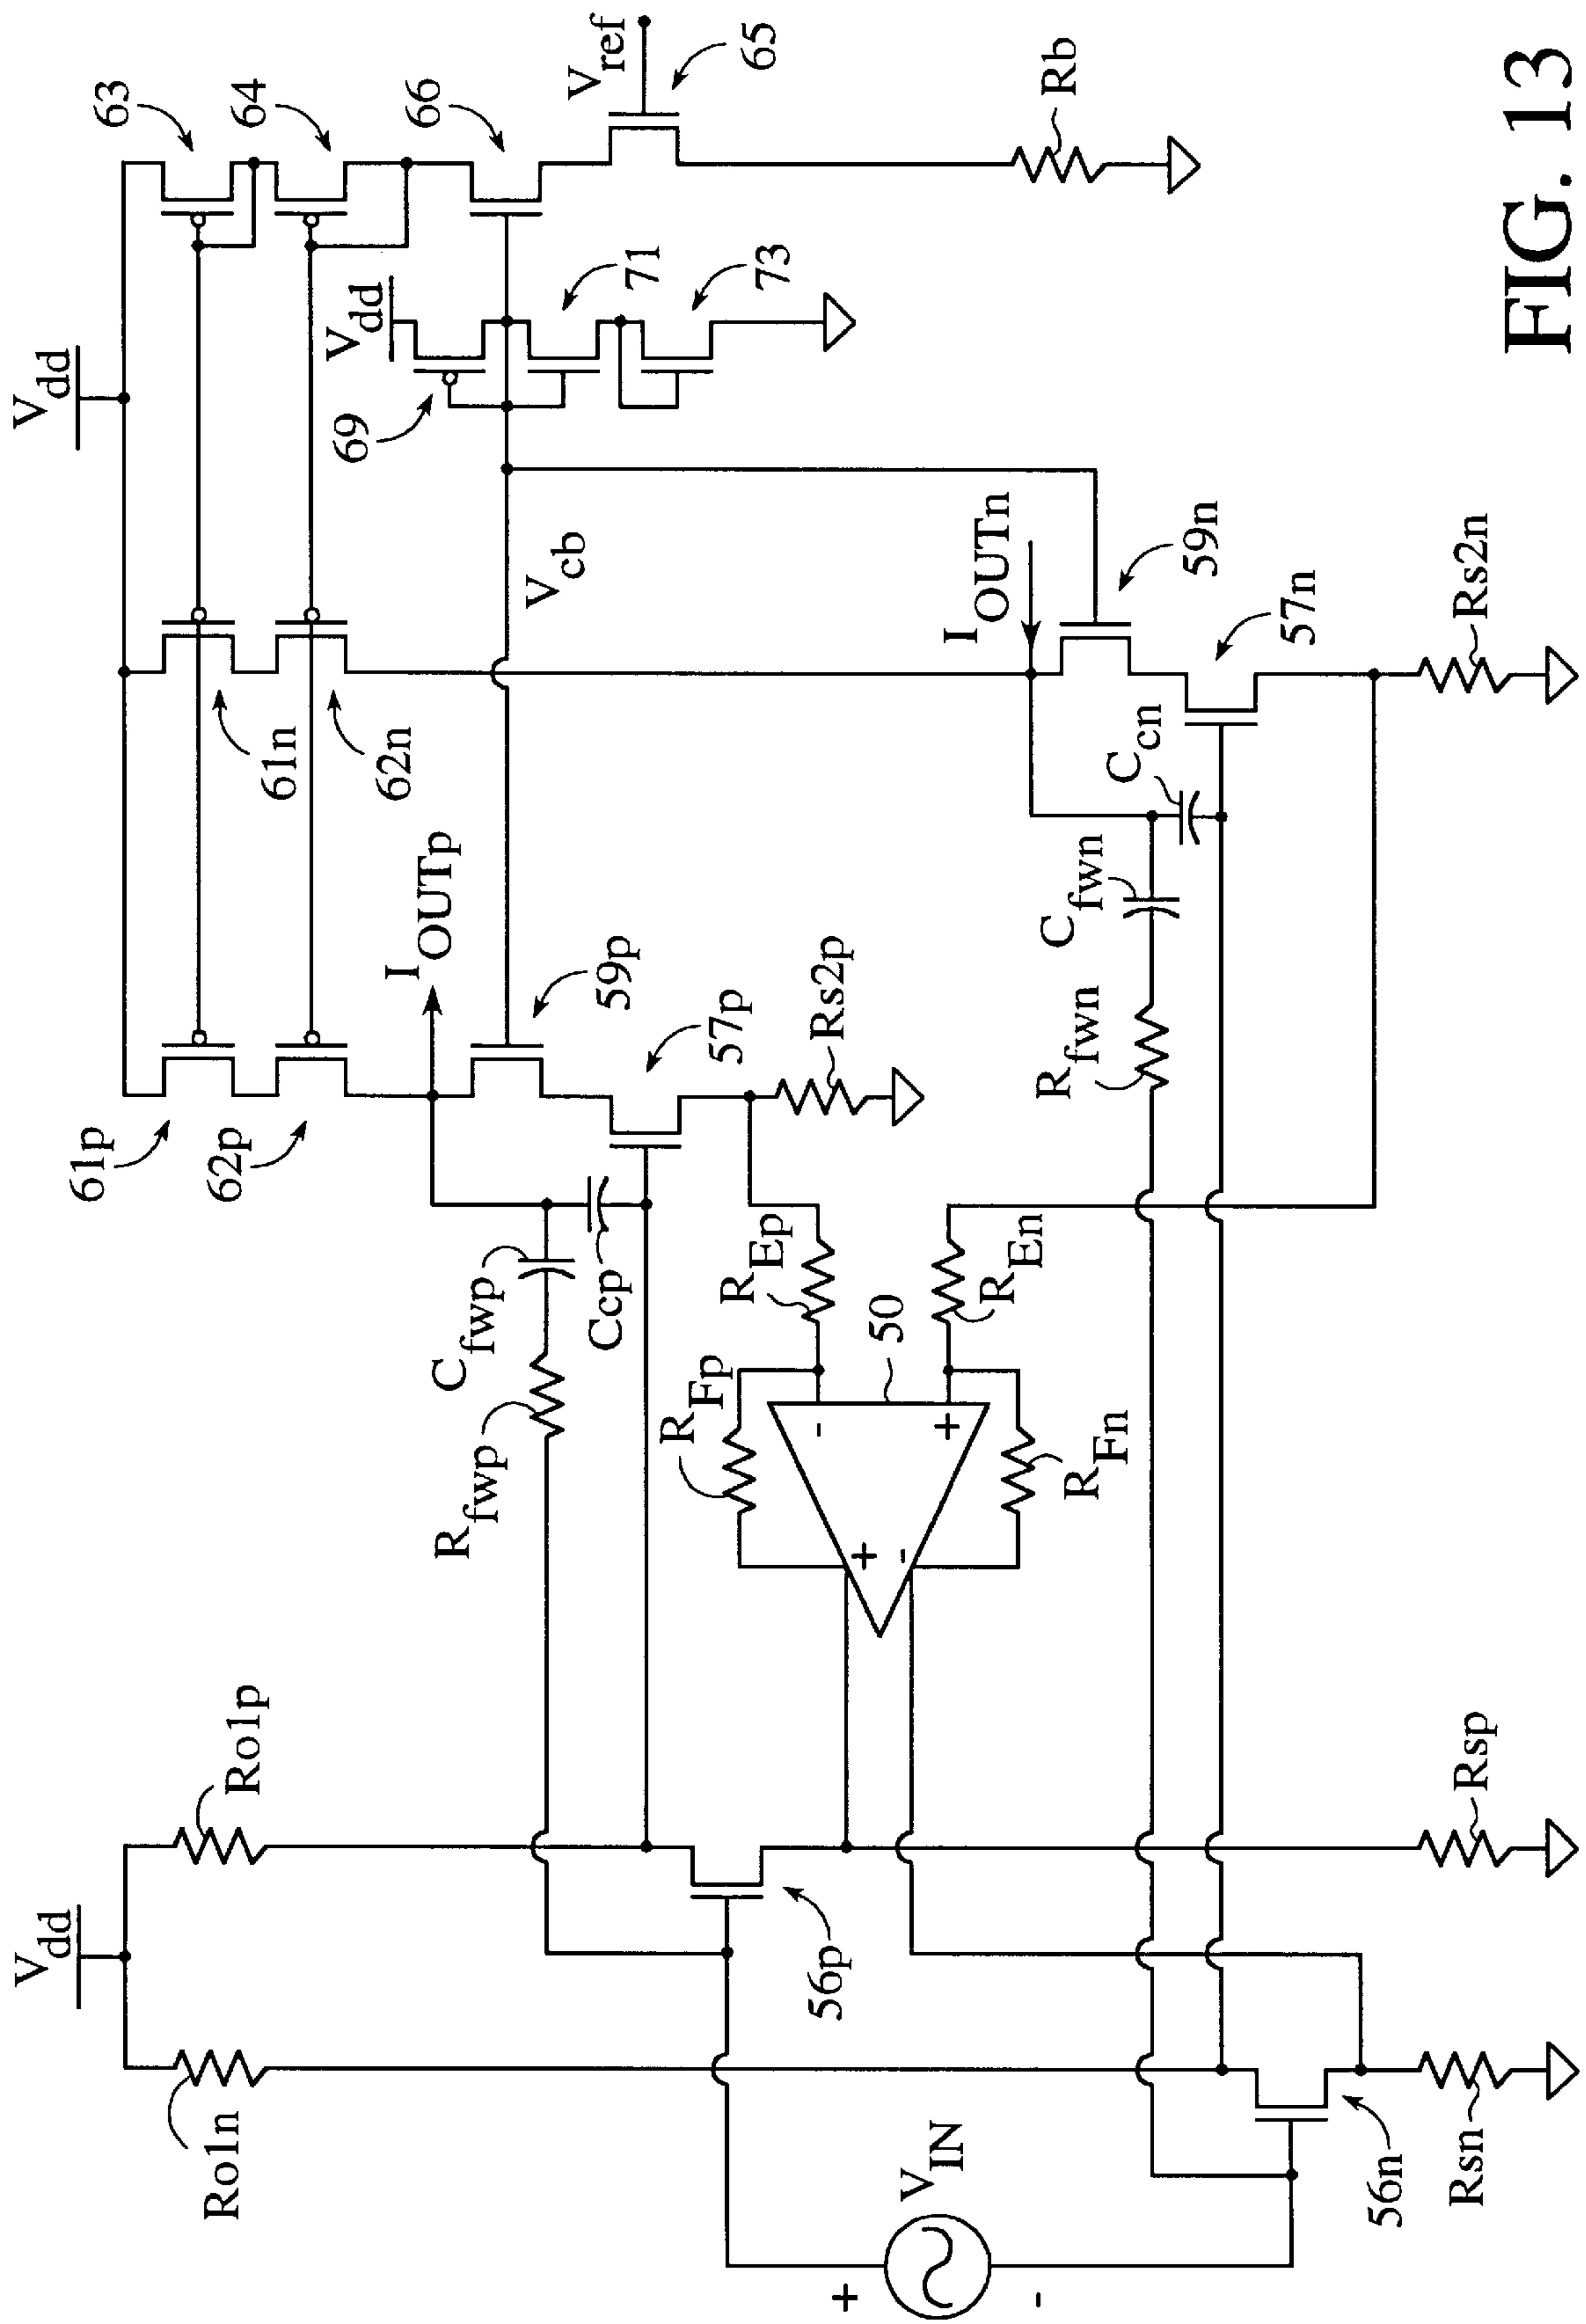 Vdd
Vdd
Ro1n
Ro1p
VIN
+
-
56p
56n
Rsn
Rsp
Rfwp
Cfwp
Ccp
RFp
REp
50
-
+
+
-
RFn
REn
61p
62p
IOUTp
59p
57p
Rs2p
Rfwn
Cfwn
Ccn
61n
62n
Vcb
IOUTn
59n
57n
Rs2n
Vdd
69
71
73
63
64
66
Vref
65
Rb
FIG. 13